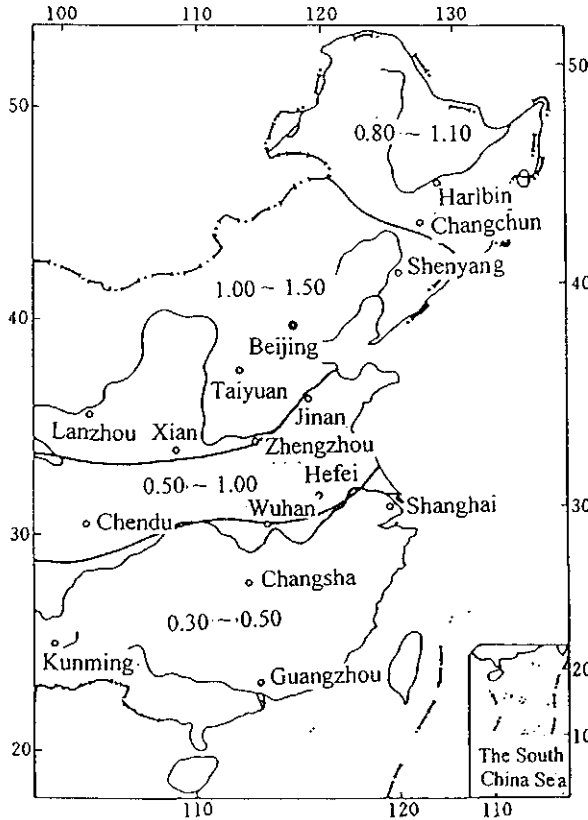 100 110 120 130
50
50
0.80 ~ 1.10
Harlbin
Changchun
Shenyang
40
1.00 ~ 1.50
40
Beijing
Taiyuan
Jinan
Lanzhou
Xian
Zhengzhou
Hefei
0.50 ~ 1.00
Wuhan
Shanghai
30
Chendu
30
Changsha
0.30 ~ 0.50
Kunming
Guangzhou
20
20
10
The South
China Sea
110 120 110